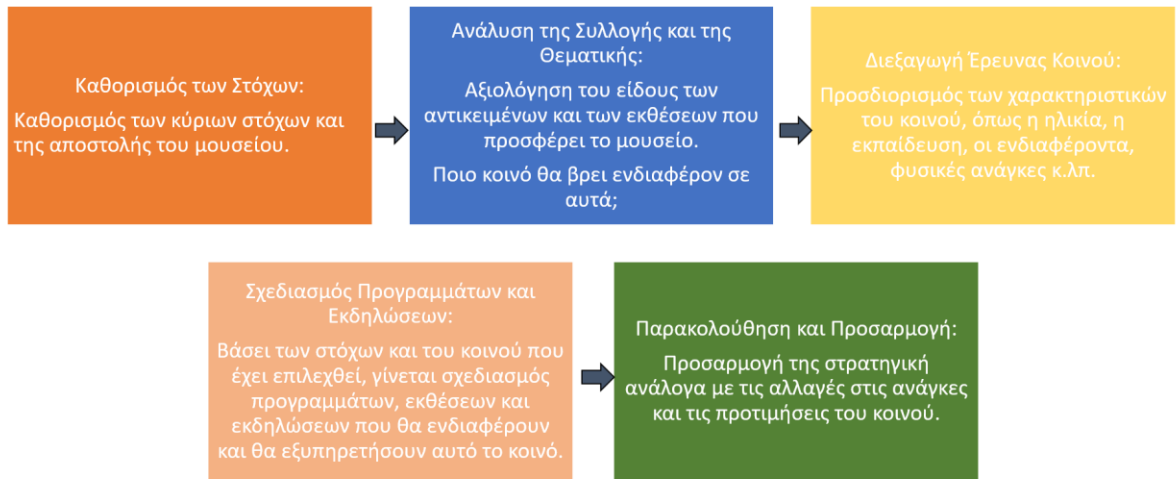 Καθορισμός των Στόχων:
Καθορισμός των κύριων στόχων και
της αποστολής του μουσείου.
Ανάλυση της Συλλογής και της
Θεματικής:
Αξιολόγηση του είδους των
αντικειμένων και των εκθέσεων που
προσφέρει το μουσείο.
Ποιο κοινό θα βρει ενδιαφέρον σε
αυτά;
Διεξαγωγή Έρευνας Κοινού:
Προσδιορισμός των χαρακτηριστικών
του κοινού, όπως η ηλικία, η
εκπαίδευση, οι ενδιαφέροντα,
φυσικές ανάγκες κ.λπ.
Σχεδιασμός Προγραμμάτων και
Εκδηλώσεων:
Βάσει των στόχων και του κοινού που
έχει επιλεχθεί, γίνεται σχεδιασμός
προγραμμάτων, εκθέσεων και
εκδηλώσεων που θα ενδιαφέρουν
και θα εξυπηρετήσουν αυτό το κοινό.
Παρακολούθηση και Προσαρμογή:
Προσαρμογή της στρατηγική
ανάλογα με τις αλλαγές στις ανάγκες
και τις προτιμήσεις του κοινού.